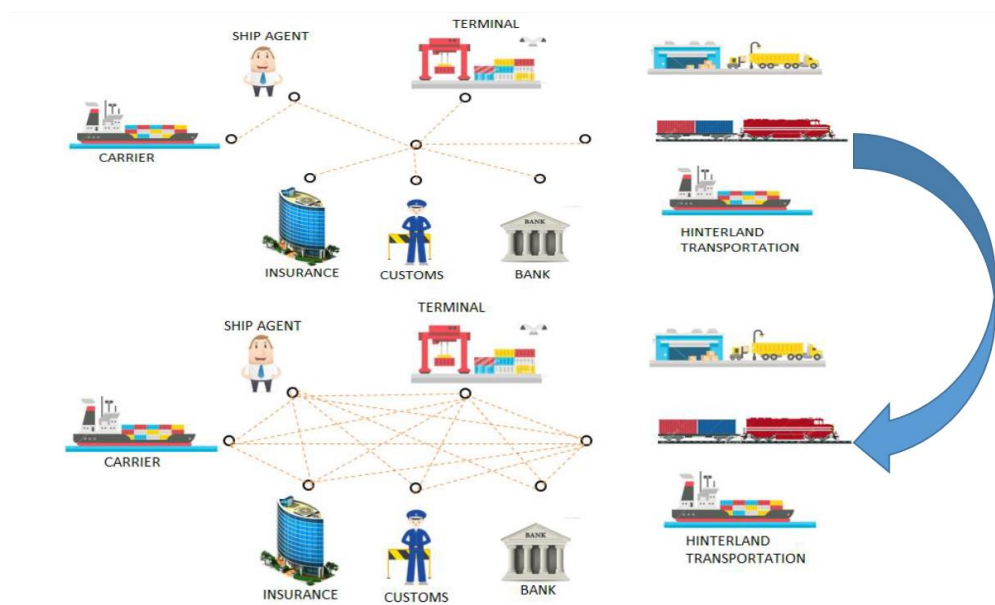 TERMINAL
SHIP AGENT
CARRIER
BANK
HINTERLAND
TRANSPORTATION
INSURANCE
CUSTOMS
BANK
TERMINAL
SHIP AGENT
CARRIER
BANK
HINTERLAND
TRANSPORTATION
INSURANCE
CUSTOMS
BANK